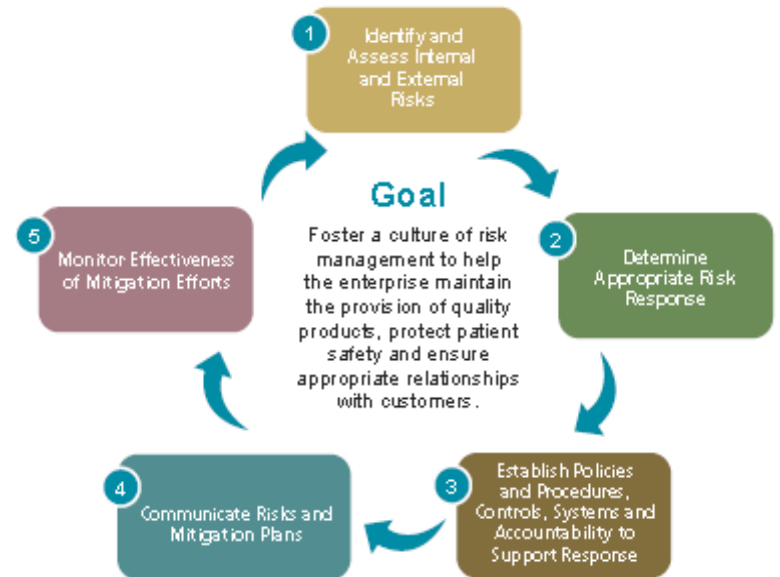 1
Identify and
Assess Internal
and External
Risks
Goal
Foster a culture of risk
management to help
the enterprise maintain
the provision of quality
products, protect patient
safety and ensure
appropriate relationships
with customers.
2
Determine
Appropriate Risk
Response
3
Establish Policies
and Procedures,
Controls, Systems and
Accountability to
Support Response
4
Communicate Risks and
Mitigation Plans
5
Monitor Effectiveness
of Mitigation Efforts